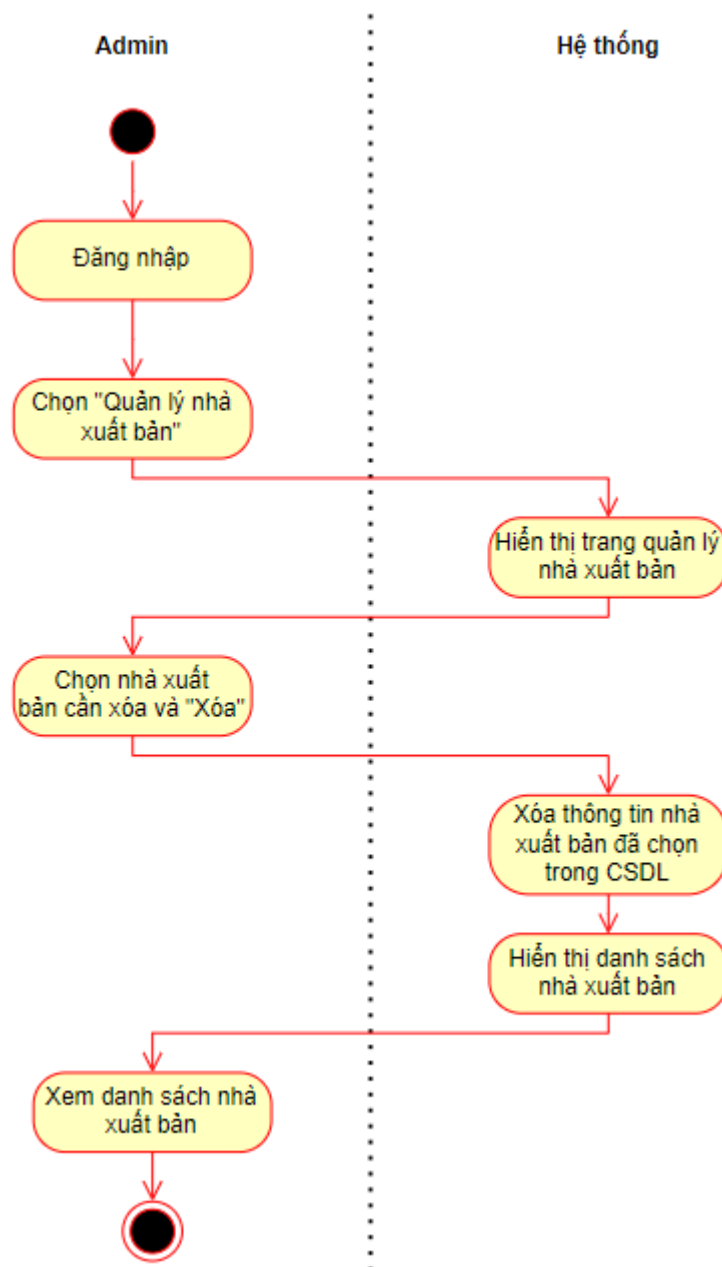 Admin
Hệ thống
Đăng nhập
Chọn "Quản lý nhà
xuất bản"
Hiển thị trang quản lý
nhà xuất bản
Chọn nhà xuất
bản cần xóa và "Xóa"
Xóa thông tin nhà
xuất bản đã chọn
trong CSDL
Hiển thị danh sách
nhà xuất bản
Xem danh sách nhà
xuất bản